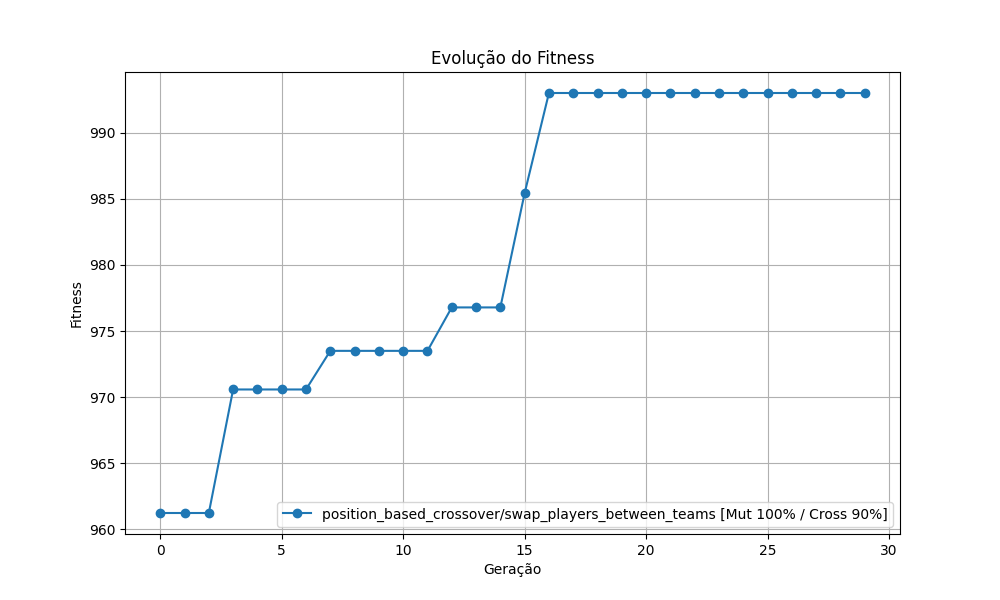 Evolução do Fitness
Fitness
990
985
980
975
970
965
960
position_based_crossover/swap_players_between_teams [Mut 100% / Cross 90%]
0 5 10 15 20 25 30
Geração